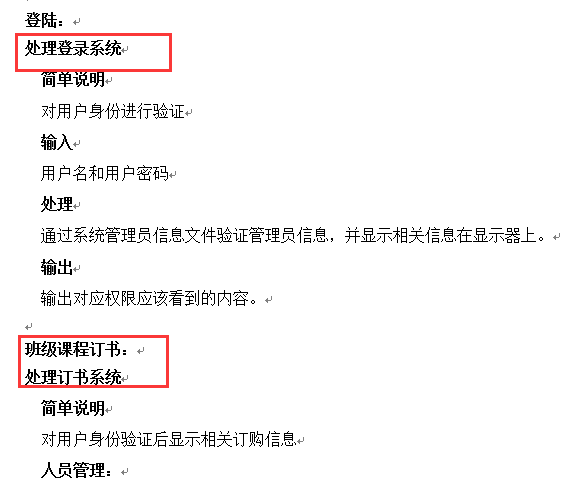 登陆：
处理登录系统
简单说明
对用户身份进行验证
输入
用户名和用户密码
处理
通过系统管理员信息文件验证管理员信息，并显示相关信息在显示器上。
输出
输出对应权限应该看到的内容。
班级课程订书：
处理订书系统
简单说明
对用户身份验证后显示相关订购信息
人员管理：